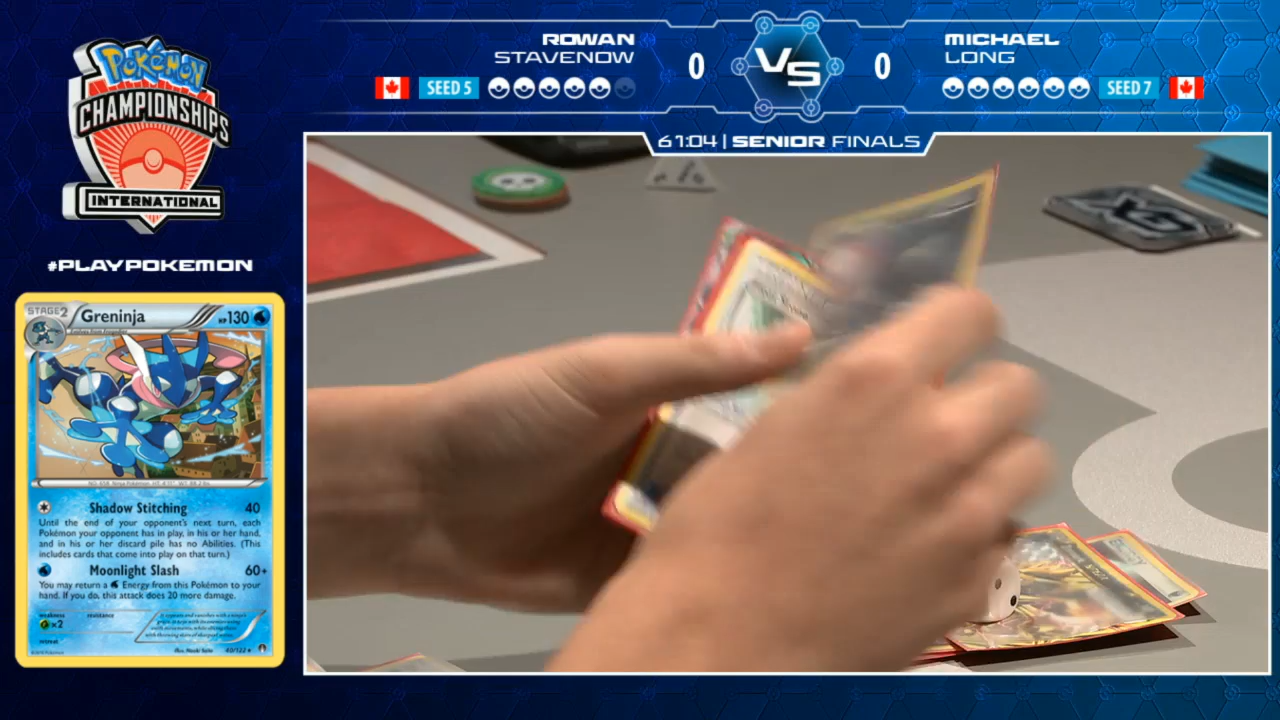 Pokémon
CHAMPIONSHIPS
INTERNATIONAL
#PLAYPOKEMON
ROWAN
STAVENOW
SEED 5
0
VS
0
MICHAEL
LONG
SEED 7
61:04 | SENIOR FINALS
STAGE2
Greninja
HP130
Shadow Stitching 40
Until the end of your opponent's next turn, each
Pokémon your opponent has in play, in his or her hand,
and in his or her discard pile has no Abilities. (This
includes cards that come into play on that turn.)
Moonlight Slash 60+
You may return a Energy from this Pokémon to your
hand. If you do, this attack does 20 more damage.
weakness
resistance
×2
retreat
40/122
XG